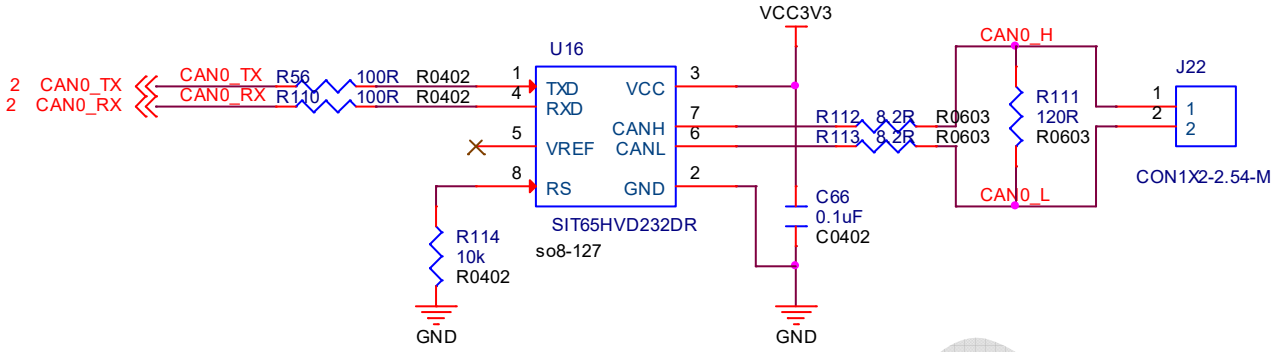 VCC3V3
CAN0_H
U16
J22
2 CAN0_TX CAN0_TX R56 100R R0402 1 TXD VCC 3
2 CAN0_RX CAN0_RX R110 100R R0402 4 RXD
R111
120R
R0603
1 1
2 2
CANH 7 R112 8.2R R0603
5 VREF CANL 6 R113 8.2R R0603
8 RS GND 2
CON1X2-2.54-M
CAN0_L
SIT65HVD232DR
so8-127
C66
0.1uF
C0402
R114
10k
R0402
GND
GND